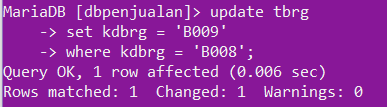 MariaDB [dbpenjualan]> update tbrg
    -> set kdbrg = 'B009'
    -> where kdbrg = 'B008';
Query OK, 1 row affected (0.006 sec)
Rows matched: 1  Changed: 1  Warnings: 0